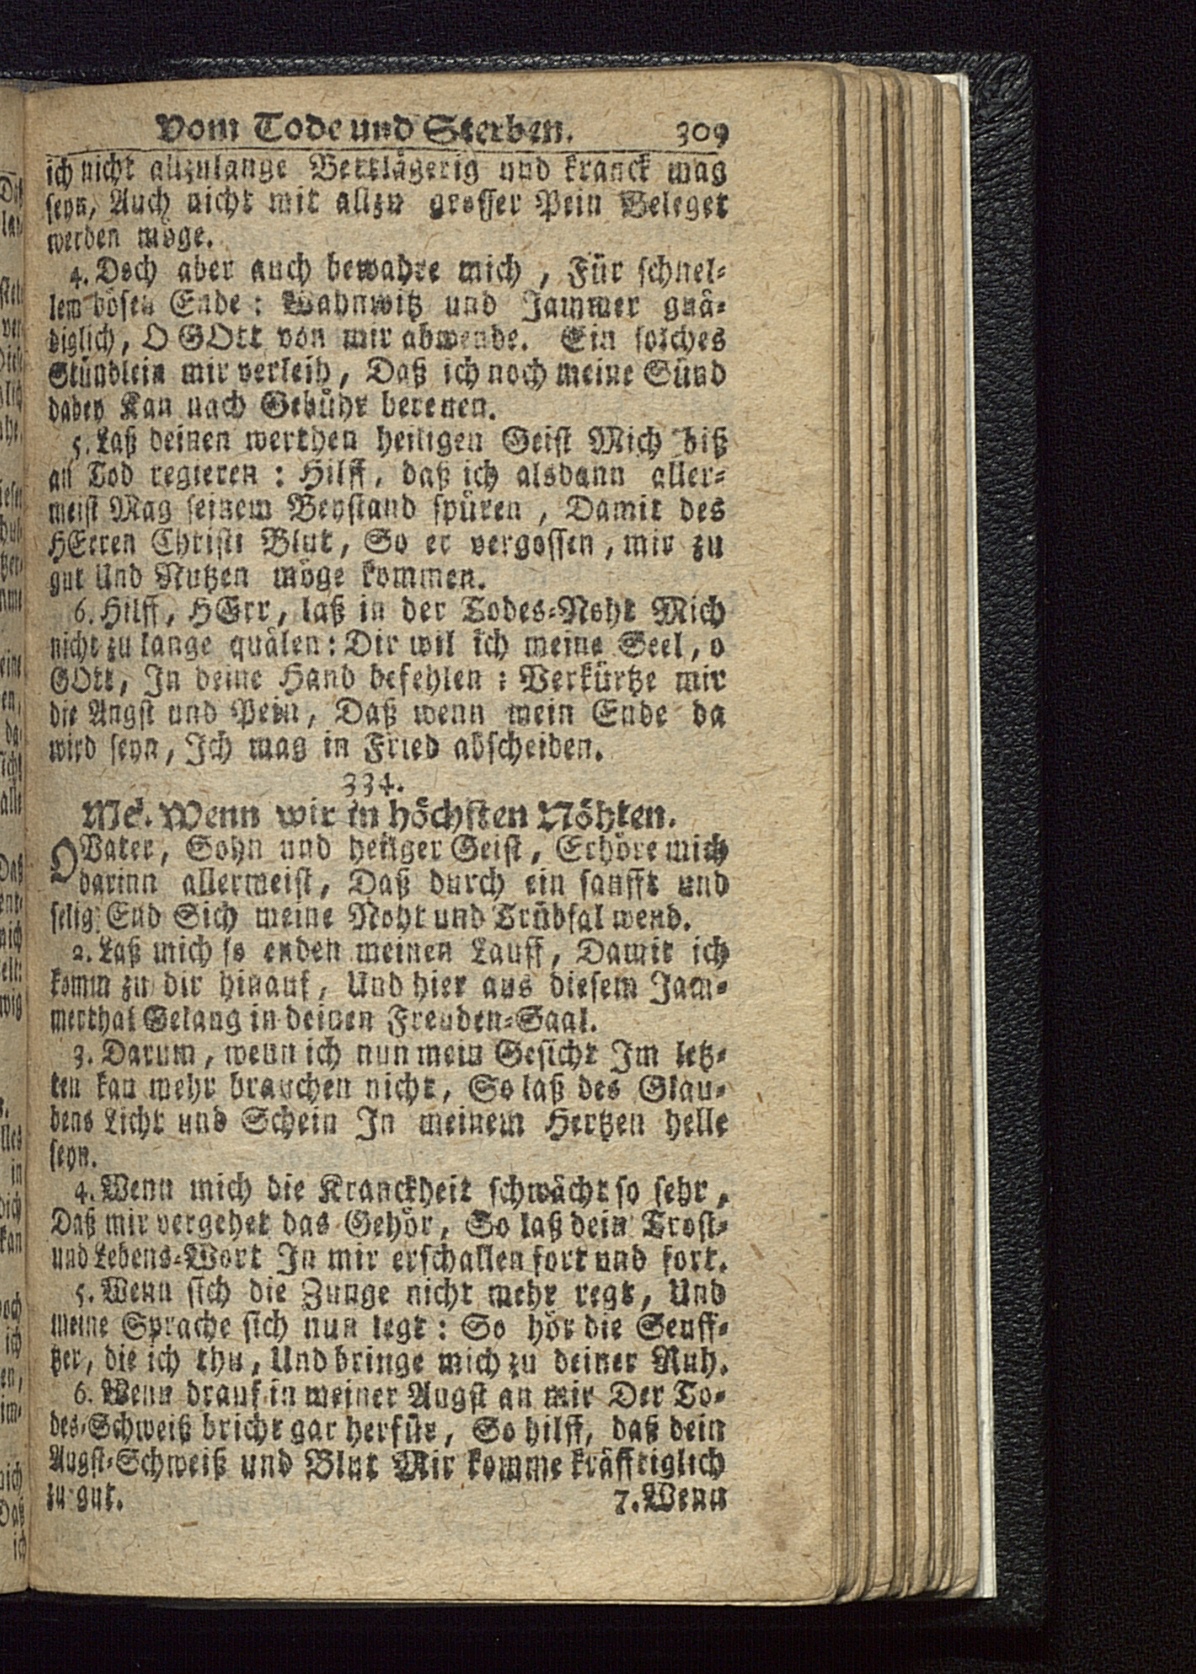 Vom Tode und Sterben. 309
ich nicht allzulange Bettlägerig und kranck mag
seyn, Auch nicht mit allzu grosser Pein Beleget
werden möge.
4. Doch aber auch bewahre mich, Für schnel-
lem bösen Ende: Wahnwitz und Jammer gnä-
diglich, O GOtt von mir abwende. Ein solches
Stündlein mir verleih, Daß ich noch meine Sünd
dabey Kan nach Gebühr bereuen.
5. Laß deinen werthen heiligen Geist Mich biß
an Tod regieren: Hilff, daß ich alsdann aller-
meist Mag seinem Beystand spüren, Damit des
HErren Christi Blut, So er vergossen, mir zu
gut Und Nutzen möge kommen.
6. Hilff, HErr, laß in der Todes-Noht Mich
nicht zu lange quälen: Dir wil ich meine Seel, o
GOtt, In deine Hand befehlen: Verkürtze mir
die Angst und Pein, Daß wenn mein Ende da
wird seyn, Ich mag in Fried abscheiden.
334.
Mel. Wenn wir in höchsten Nöhten.
O Vater, Sohn und heilger Geist, Erhöre mich
darinn allermeist, Daß durch ein sanfft und
selig End Sich meine Noht und Trübsal wend.
2. Laß mich so enden meinen Lauff, Damit ich
komm zu dir hinauf, Und hier aus diesem Jam-
merthal Gelang in deinen Freuden-Saal.
3. Darum, wenn ich nun mein Gesicht Im letz-
ten kan mehr brauchen nicht, So laß des Glau-
bens Licht und Schein In meinem Hertzen helle
seyn.
4. Wenn mich die Kranckheit schwächt so sehr,
Daß mir vergehet das Gehör, So laß dein Trost-
und Lebens-Wort In mir erschallen fort und fort.
5. Wenn sich die Zunge nicht mehr regt, Und
meine Sprache sich nun legt: So hör die Seuff-
tzer, die ich thu, Und bringe mich zu deiner Ruh.
6. Wenn drauf in meiner Angst an mir Der To-
des-Schweiß bricht gar herfür, So hilff, daß dein
Angst-Schweiß und Blut Mir komme kräfftiglich
zu gut. 7. Wenn